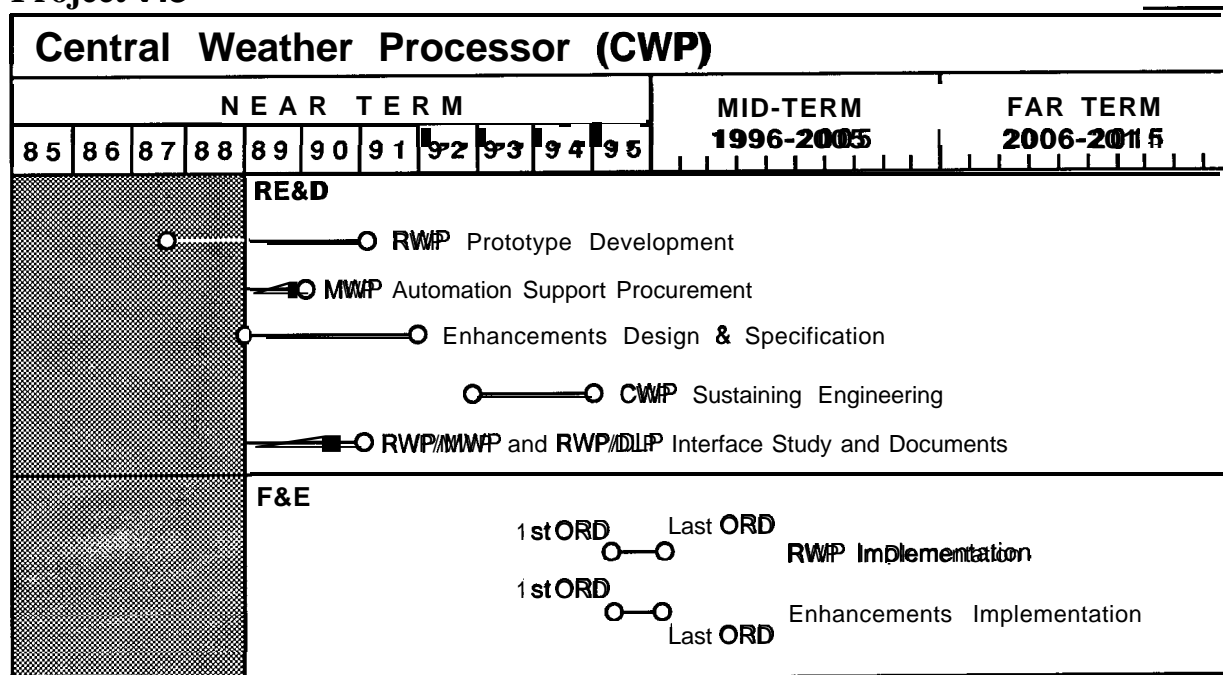 Central Weather Processor (CWP)
NEAR TERM MID-TERM FAR TERM
85 86 87 88 89 90 91 92 93 94 95 1996-2005 2006-2015
RE&D
RWP Prototype Development
MWP Automation Support Procurement
Enhancements Design & Specification
CWP Sustaining Engineering
RWP/MWP and RWP/DLP Interface Study and Documents
F&E
1st ORD Last ORD
RWP Implementation
1st ORD
Enhancements Implementation
Last ORD